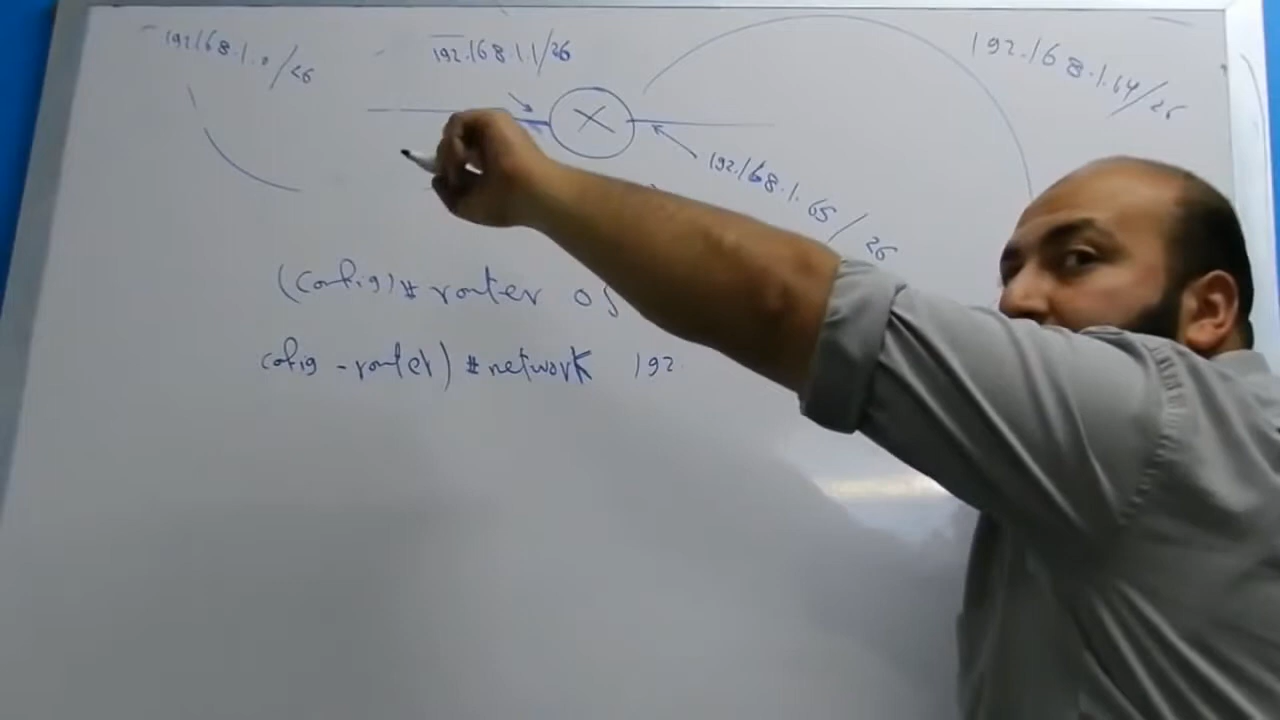 192.168.1.0/26
192.168.1.1/26
192.168.1.64/26
192.168.1.65/26
(config)# router os
config-router)#network 192.